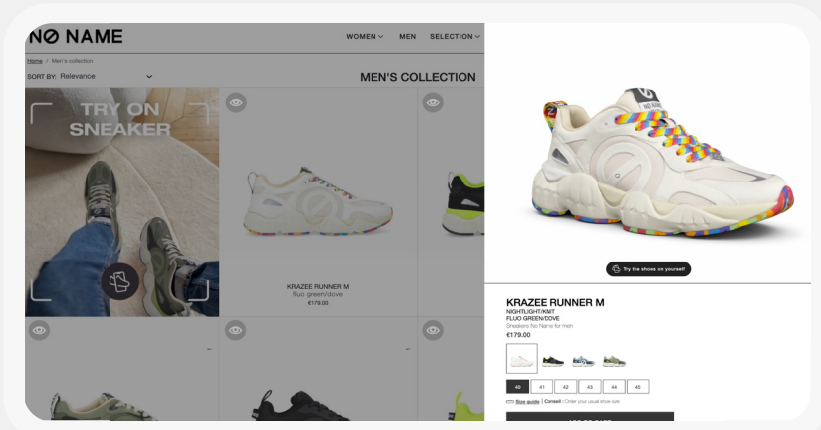 NØ NAME
WOMEN
MEN
SELECTION
Home / Men's collection
SORT BY: Relevance
MEN'S COLLECTION
TRY ON
SNEAKER
KRAZEE RUNNER M
fluo green/dove
€179.00
NO NAME
Try the shoes on yourself
KRAZEE RUNNER M
NIGHTLIGHT/KNIT
FLUO GREEN/DOVE
Sneakers No Name for men
€179.00
40 41 42 43 44 45
Size guide | Conseil : Order your usual shoe size